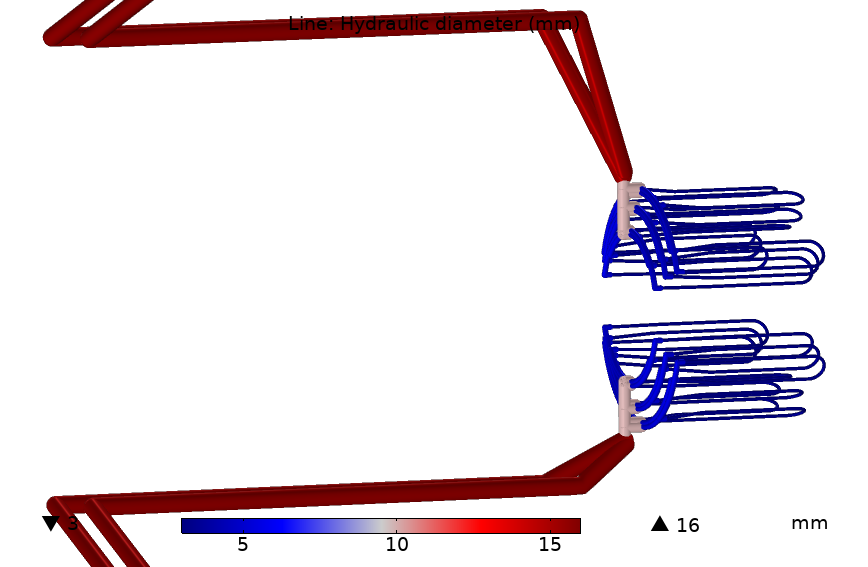 Line: Hydraulic diameter (mm)
▼ 3
▲ 16
mm
5 10 15